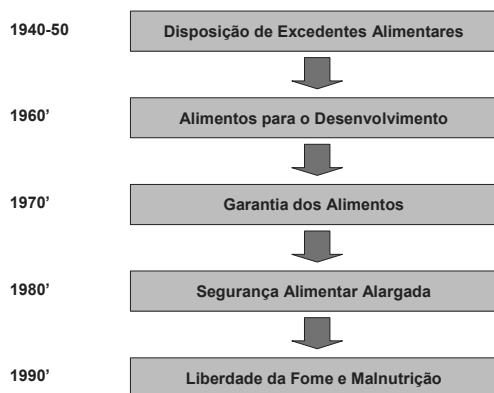 1940-50 Disposição de Excedentes Alimentares
1960' Alimentos para o Desenvolvimento
1970' Garantia dos Alimentos
1980' Segurança Alimentar Alargada
1990' Liberdade da Fome e Malnutrição